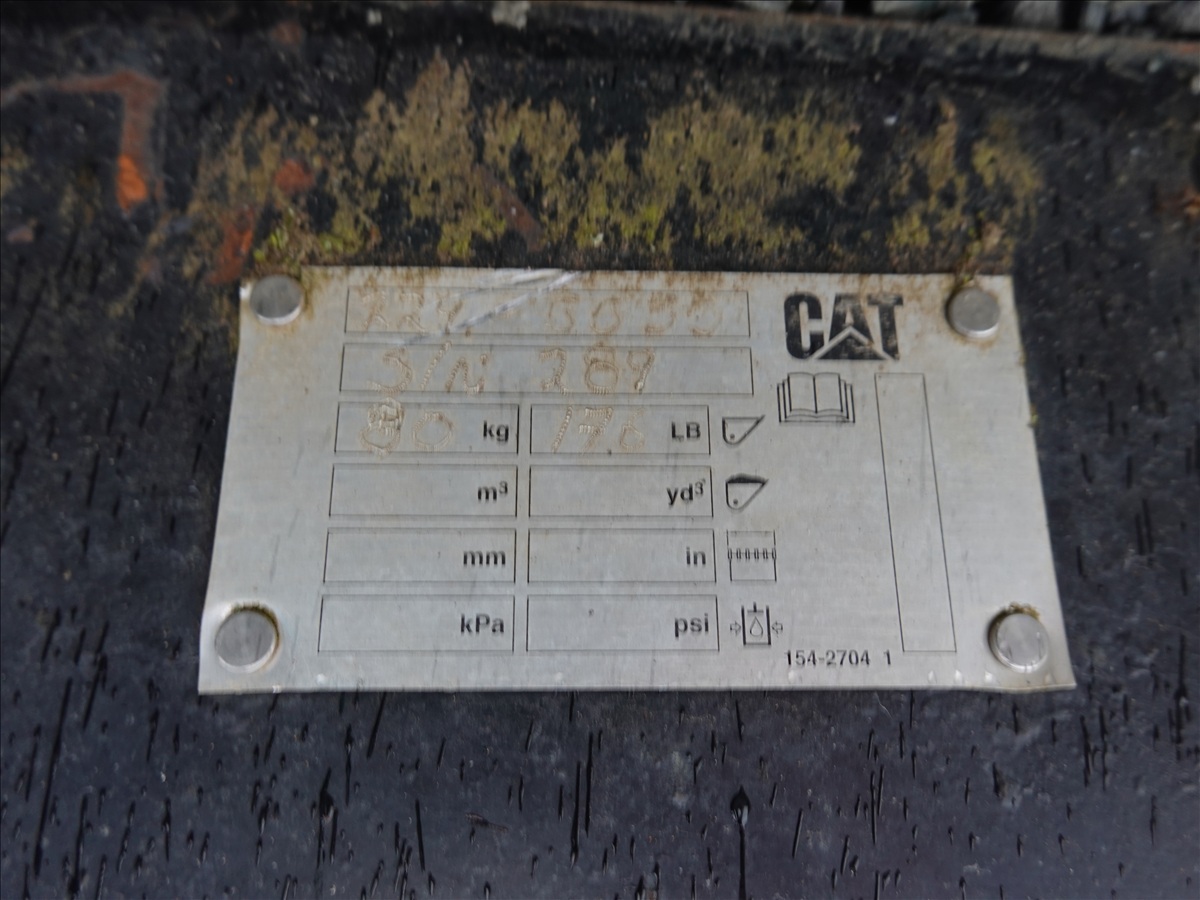 CAT
S/N 289
80 kg 176 LB
m³ yd³
mm in
kPa psi
154-2704 1